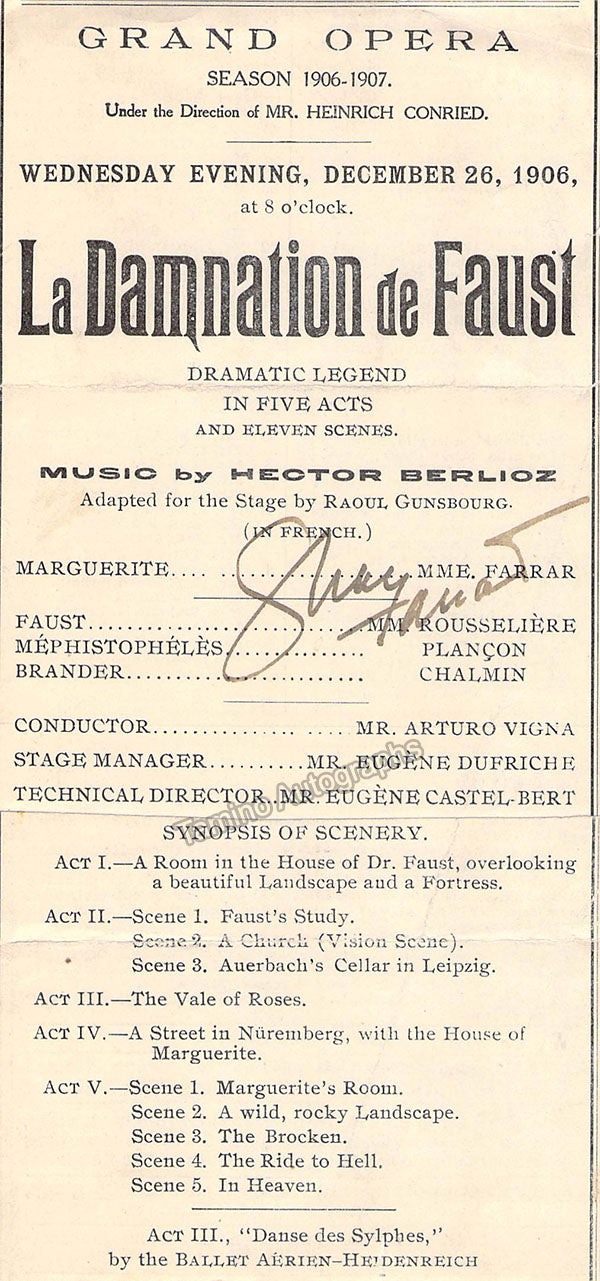 GRAND OPERA
SEASON 1906-1907.
Under the Direction of MR. HEINRICH CONRIED.
WEDNESDAY EVENING, DECEMBER 26, 1906,
at 8 o'clock.
La Damnation de Faust
DRAMATIC LEGEND
IN FIVE ACTS
AND ELEVEN SCENES.
MUSIC by HECTOR BERLIOZ
Adapted for the Stage by RAOUL GUNSBOURG.
(IN FRENCH.)
MARGUERITE.... ..................MME. FARRAR
Farrar
FAUST..............................MM. ROUSSELIÈRE
MÉPHISTOPHÉLÈS.............. PLANÇON
BRANDER........................ CHALMIN
CONDUCTOR.............. .... MR. ARTURO VIGNA
STAGE MANAGER..........MR. EUGÈNE DUFRICHE
TECHNICAL DIRECTOR..MR. EUGÈNE CASTEL-BERT
Tamino Autographs
SYNOPSIS OF SCENERY.
ACT I.—A Room in the House of Dr. Faust, overlooking
a beautiful Landscape and a Fortress.
ACT II.—Scene 1. Faust's Study.
Scene 2. A Church (Vision Scene).
Scene 3. Auerbach's Cellar in Leipzig.
ACT III.—The Vale of Roses.
ACT IV.—A Street in Nüremberg, with the House of
Marguerite.
ACT V.—Scene 1. Marguerite's Room.
Scene 2. A wild, rocky Landscape.
Scene 3. The Brocken.
Scene 4. The Ride to Hell.
Scene 5. In Heaven.
ACT III., "Danse des Sylphes,"
by the BALLET AÉRIEN-HEIDENREICH